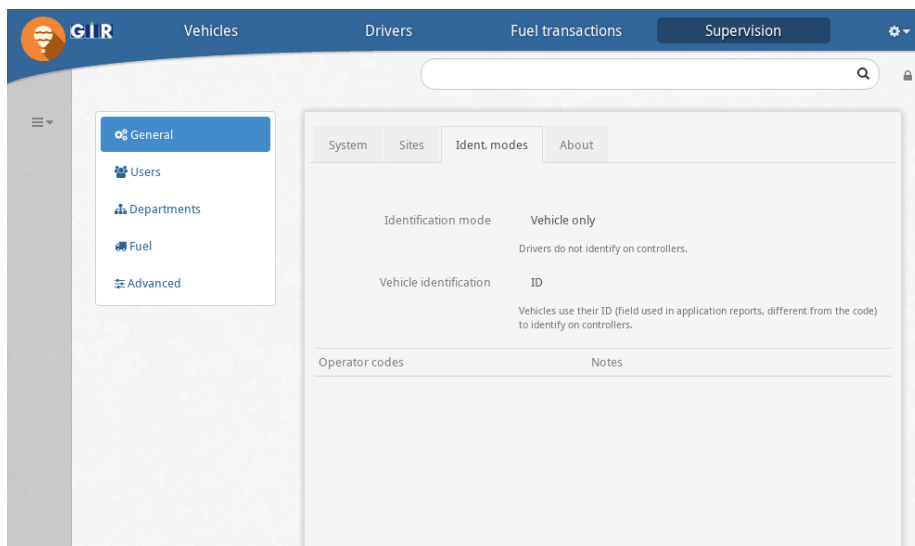 GIR
Vehicles
Drivers
Fuel transactions
Supervision
General
Users
Departments
Fuel
Advanced
System
Sites
Ident. modes
About
Identification mode
Vehicle only
Drivers do not identify on controllers.
Vehicle identification
ID
Vehicles use their ID (field used in application reports, different from the code)
to identify on controllers.
Operator codes
Notes